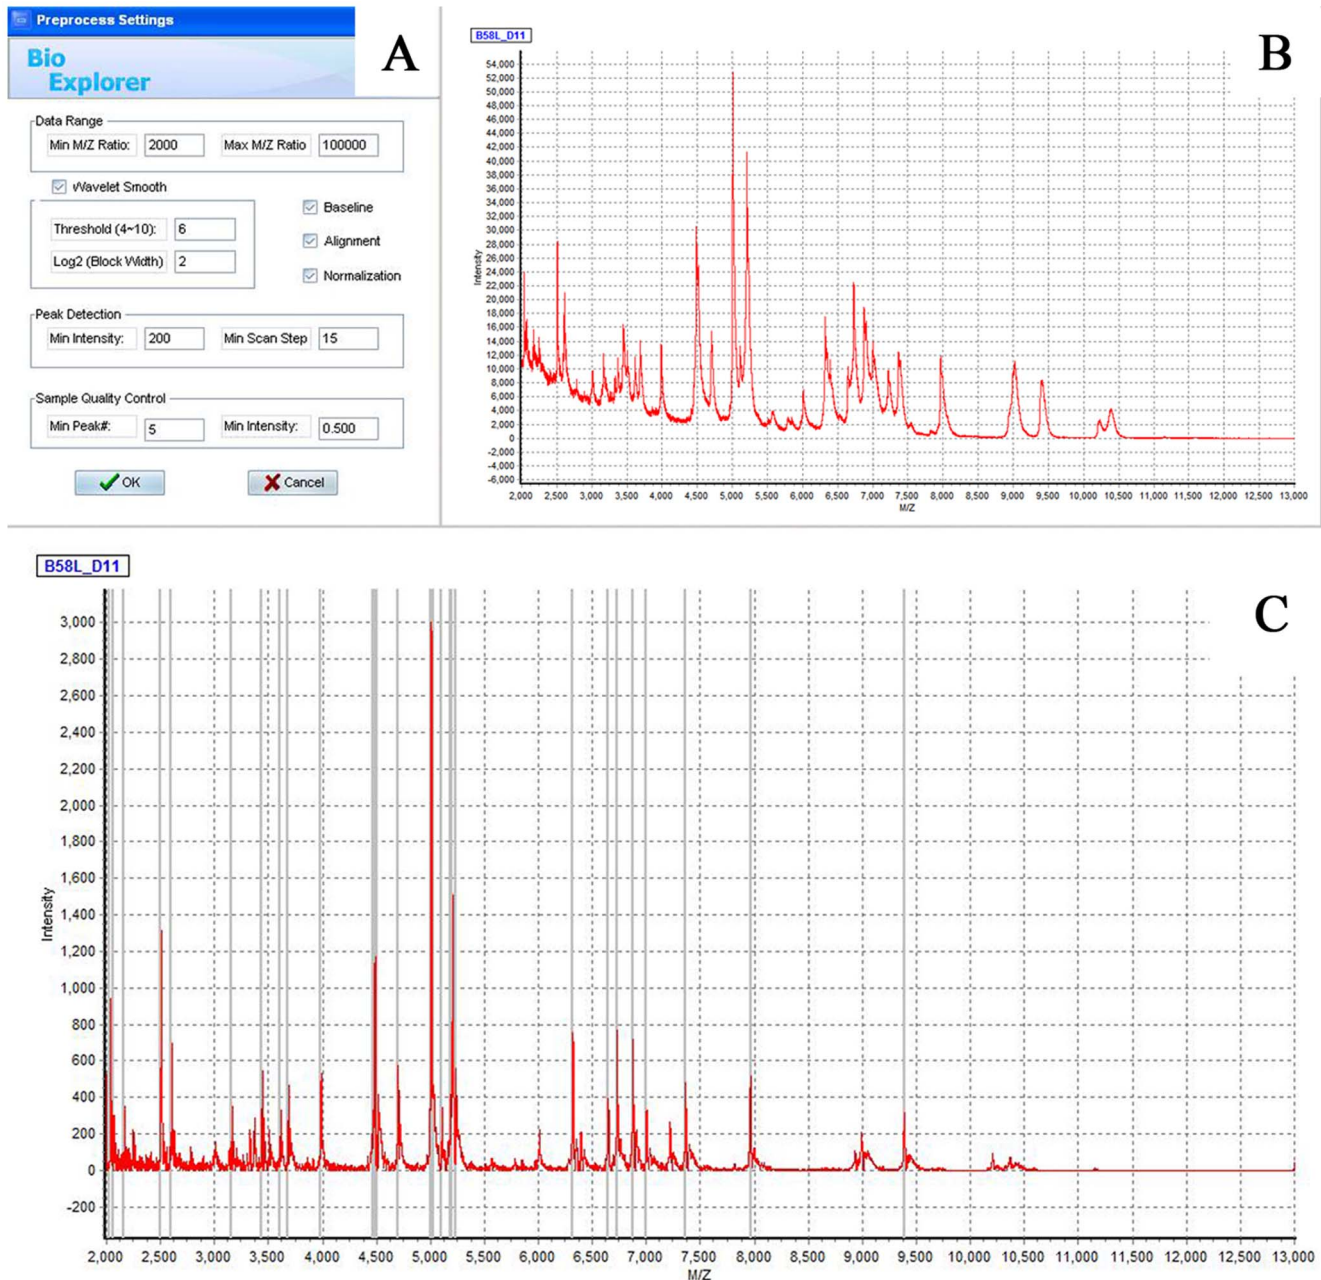 Preprocess Settings
A
Bio
Explorer
Data Range
Min M/Z Ratio: 2000 Max M/Z Ratio 100000
Wavelet Smooth
Baseline
Threshold (4~10): 6
Alignment
Log2 (Block Width) 2
Normalization
Peak Detection
Min Intensity: 200 Min Scan Step 15
Sample Quality Control
Min Peak#: 5 Min Intensity: 0.500
OK Cancel
B58L_D11
B
54,000
52,000
50,000
48,000
46,000
44,000
42,000
40,000
38,000
36,000
34,000
32,000
30,000
28,000
26,000
24,000
22,000
20,000
18,000
16,000
14,000
12,000
10,000
8,000
6,000
4,000
2,000
0
-2,000
-4,000
-6,000
Intensity
2,000 2,500 3,000 3,500 4,000 4,500 5,000 5,500 6,000 6,500 7,000 7,500 8,000 8,500 9,000 9,500 10,000 10,500 11,000 11,500 12,000 12,500 13,000
M/Z
B58L_D11
C
3,000
2,800
2,600
2,400
2,200
2,000
1,800
1,600
1,400
1,200
1,000
800
600
400
200
0
-200
Intensity
2,000 2,500 3,000 3,500 4,000 4,500 5,000 5,500 6,000 6,500 7,000 7,500 8,000 8,500 9,000 9,500 10,000 10,500 11,000 11,500 12,000 12,500 13,000
M/Z